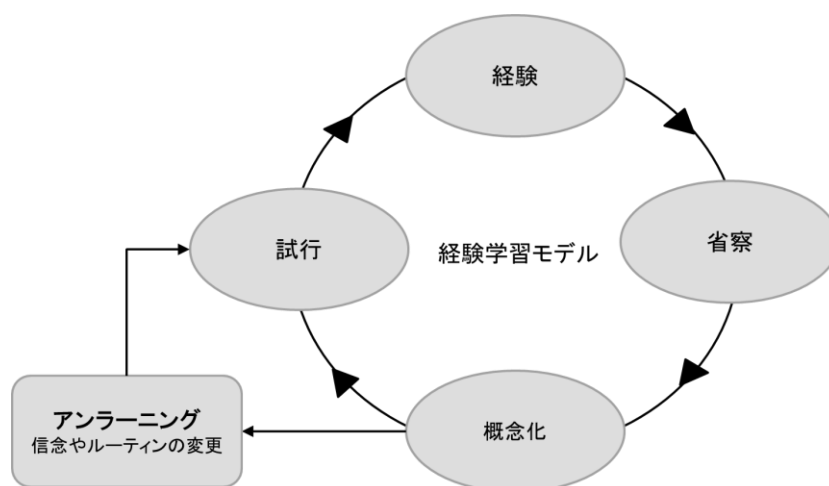 経験
試行
経験学習モデル
省察
アンラーニング
信念やルーティンの変更
概念化